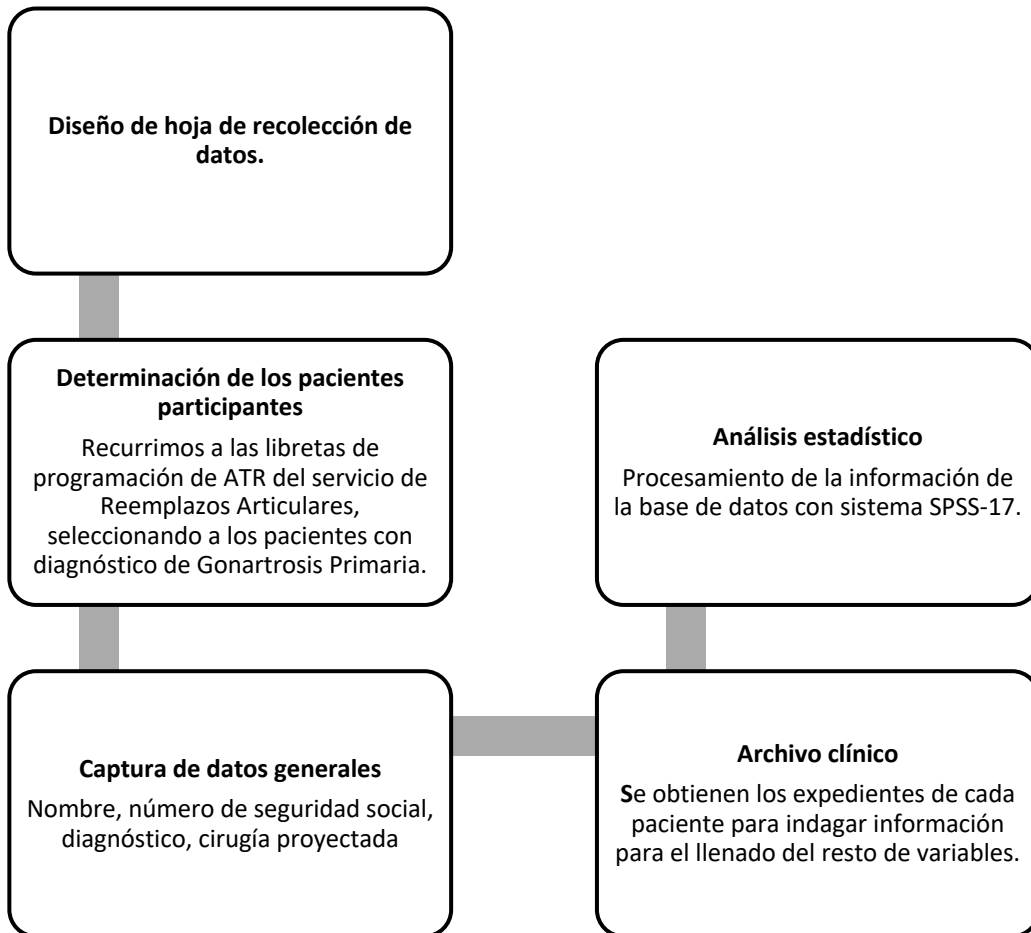 Diseño de hoja de recolección de
datos.
Determinación de los pacientes
participantes
Recurrimos a las libretas de
programación de ATR del servicio de
Reemplazos Articulares,
seleccionando a los pacientes con
diagnóstico de Gonartrosis Primaria.
Captura de datos generales
Nombre, número de seguridad social,
diagnóstico, cirugía proyectada
Archivo clínico
Se obtienen los expedientes de cada
paciente para indagar información
para el llenado del resto de variables.
Análisis estadístico
Procesamiento de la información de
la base de datos con sistema SPSS-17.